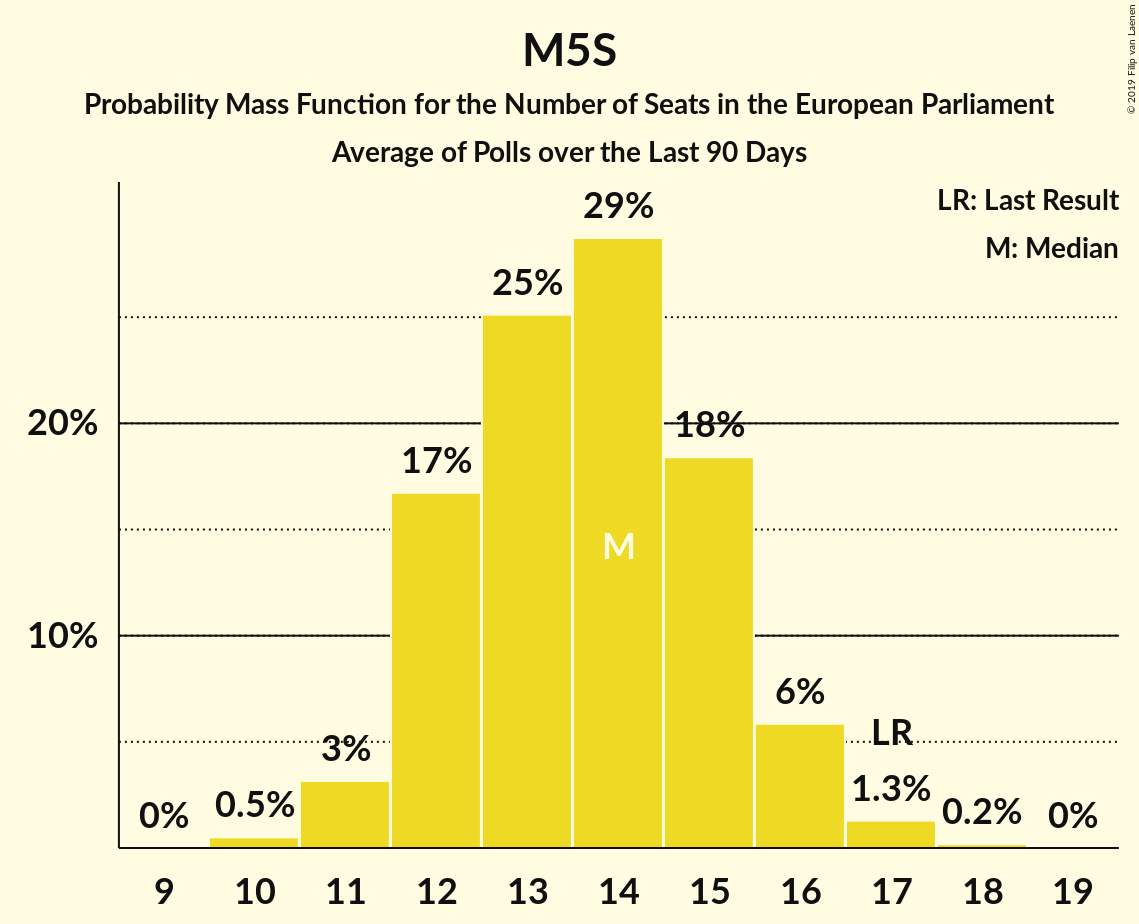 M5S
Probability Mass Function for the Number of Seats in the European Parliament
Average of Polls over the Last 90 Days
© 2019 Filip van Laenen
LR: Last Result
M: Median
29%
25%
20%
18%
17%
M
10%
6%
LR
3%
1.3%
0.5%
0.2%
0%
0%
9 10 11 12 13 14 15 16 17 18 19